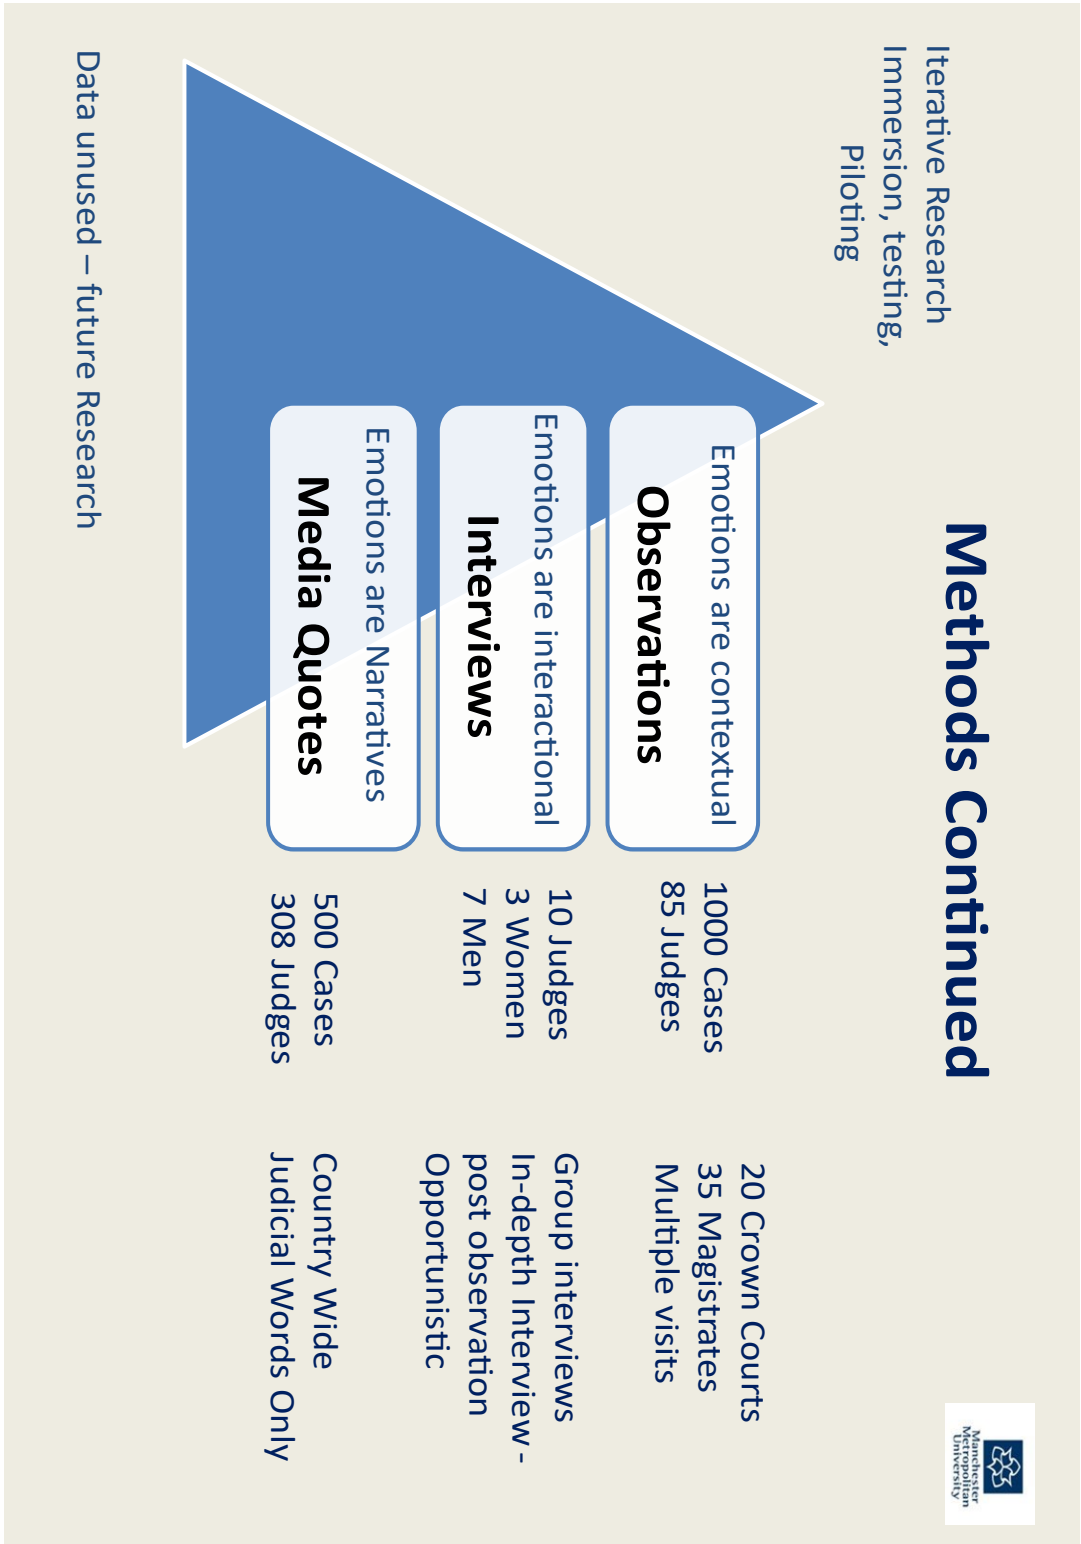 Methods Continued
Manchester
Metropolitan
University
Iterative Research
Immersion, testing,
Piloting
Emotions are contextual
Observations
1000 Cases
85 Judges
20 Crown Courts
35 Magistrates
Multiple visits
Emotions are interactional
Interviews
10 Judges
3 Women
7 Men
Group interviews
In-depth Interview -
post observation
Opportunistic
Emotions are Narratives
Media Quotes
500 Cases
308 Judges
Country Wide
Judicial Words Only
Data unused – future Research